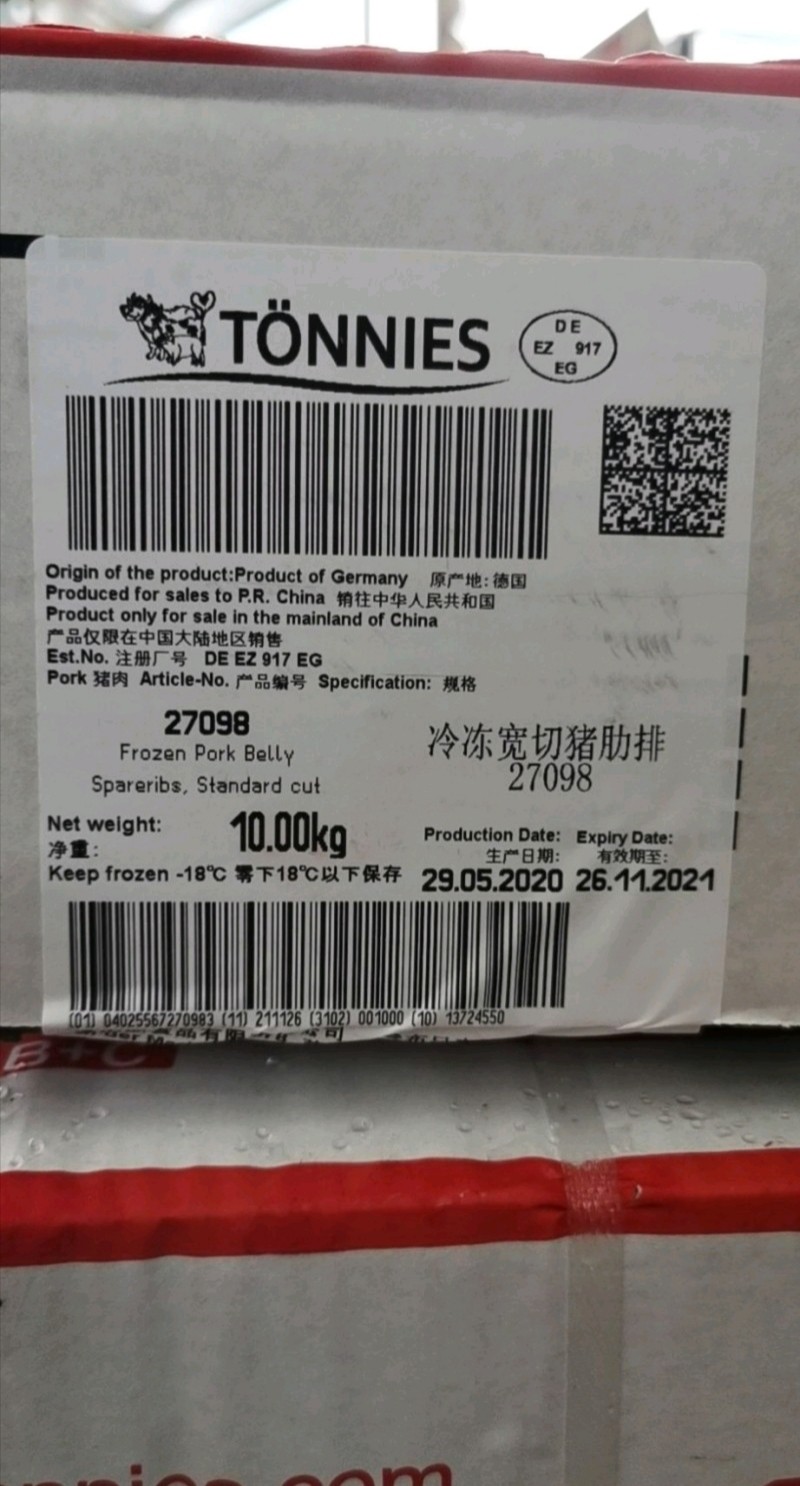 TÖNNIES
DE
EZ 917
EG
Origin of the product:Product of Germany 原产地:德国
Produced for sales to P.R. China 销往中华人民共和国
Product only for sale in the mainland of China
产品仅限在中国大陆地区销售
Est.No. 注册厂号 DE EZ 917 EG
Pork 猪肉 Article-No. 产品编号 Specification: 规格
27098
Frozen Pork Belly
Spareribs, Standard cut
冷冻宽切猪肋排
27098
Net weight: 10.00kg
净重:
Production Date: Expiry Date:
生产日期: 有效期至:
29.05.2020 26.11.2021
Keep frozen -18℃ 零下18℃以下保存
(01) 04025567270983 (11) 211126 (3102) 001000 (10) 13724550
B+C